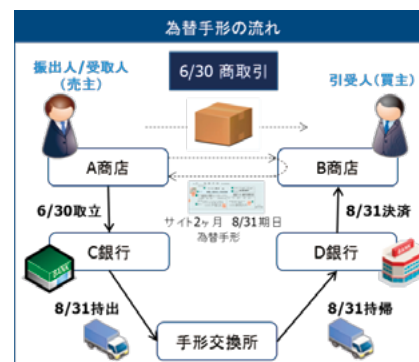 為替手形の流れ
振出人/受取人
(売主)
6/30 商取引
引受人(買主)
A商店
B商店
6/30取立
サイト2ヶ月 8/31期日
為替手形
8/31決済
C銀行
D銀行
BANK
8/31持出
8/31持帰
手形交換所